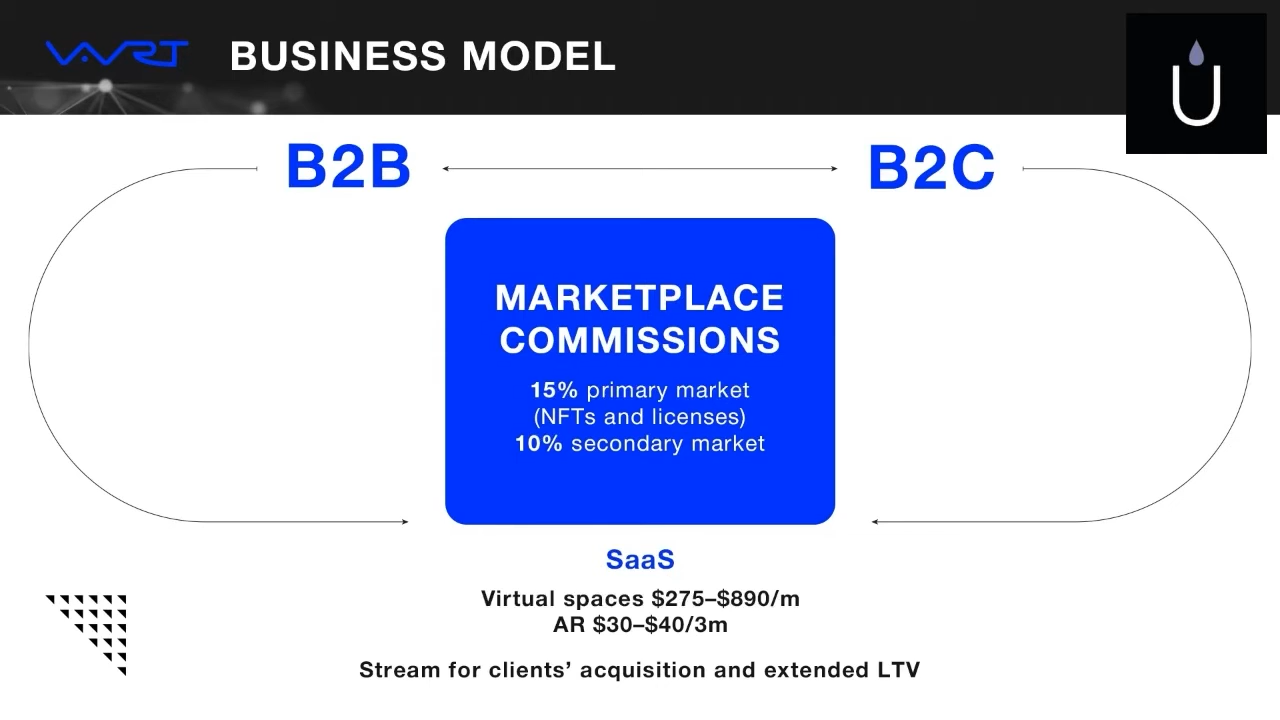 VAVRT
BUSINESS MODEL
B2B
B2C
MARKETPLACE
COMMISSIONS
15% primary market
(NFTs and licenses)
10% secondary market
SaaS
Virtual spaces $275–$890/m
AR $30–$40/3m
Stream for clients’ acquisition and extended LTV